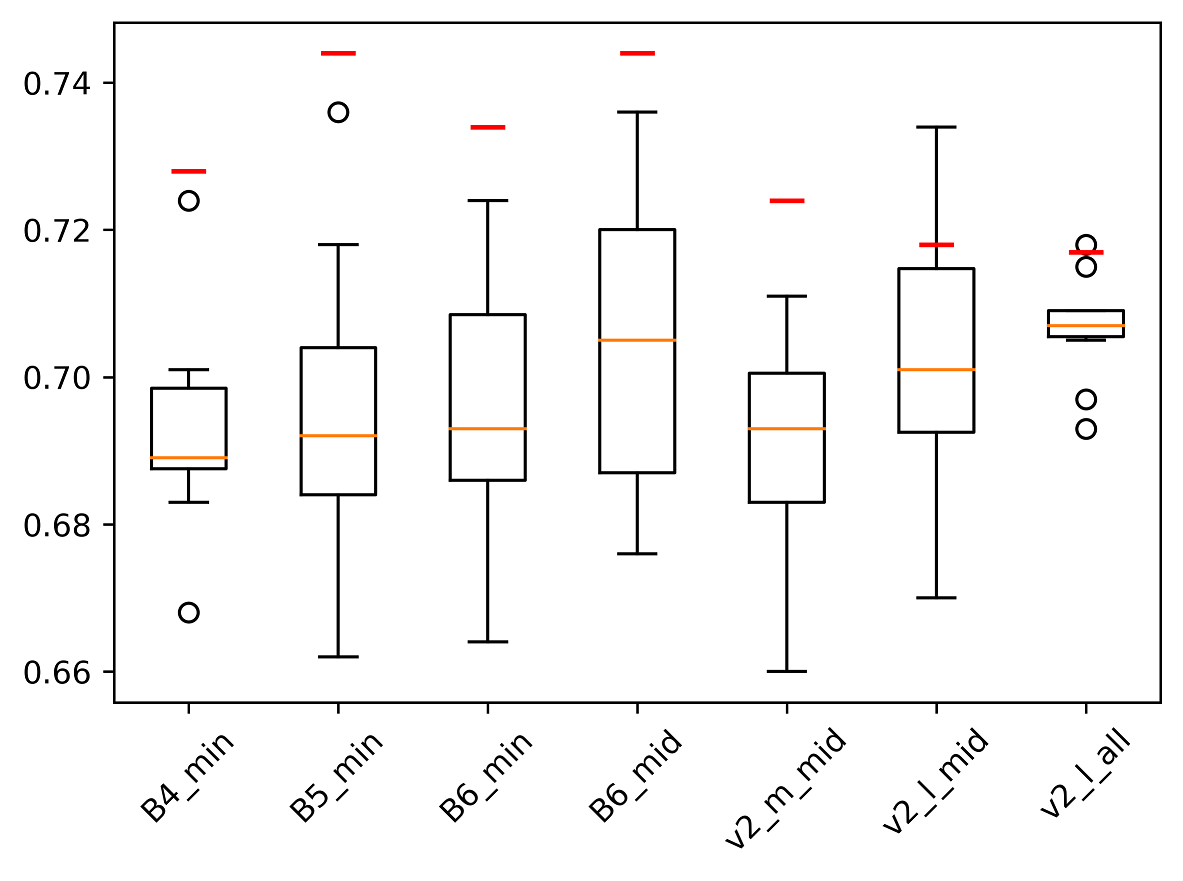 0.74
0.72
0.70
0.68
0.66
B4_min
B5_min
B6_min
B6_mid
v2_m_mid
v2_l_mid
v2_l_all